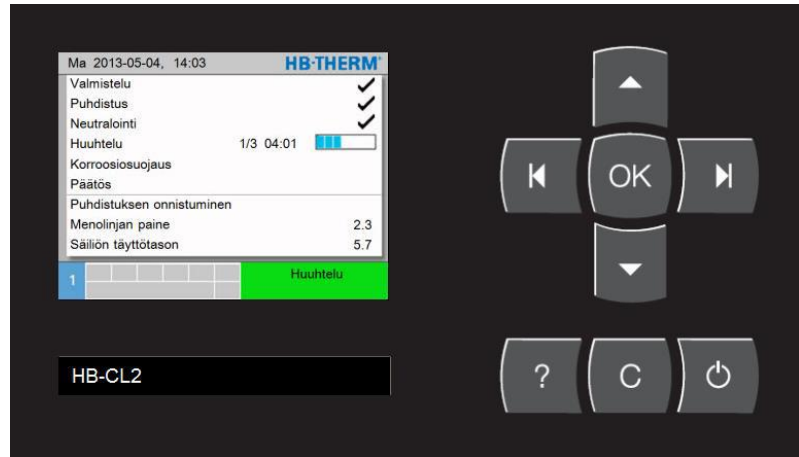 Ma 2013-05-04, 14:03 HB-THERM®
Valmistelu
Puhdistus
Neutralointi
Huuhtelu 1/3 04:01
Korroosiosuojaus
Päätös
Puhdistuksen onnistuminen
Menolinjan paine 2.3
Säiliön täyttötason 5.7
1 Huuhtelu
HB-CL2
OK
? C